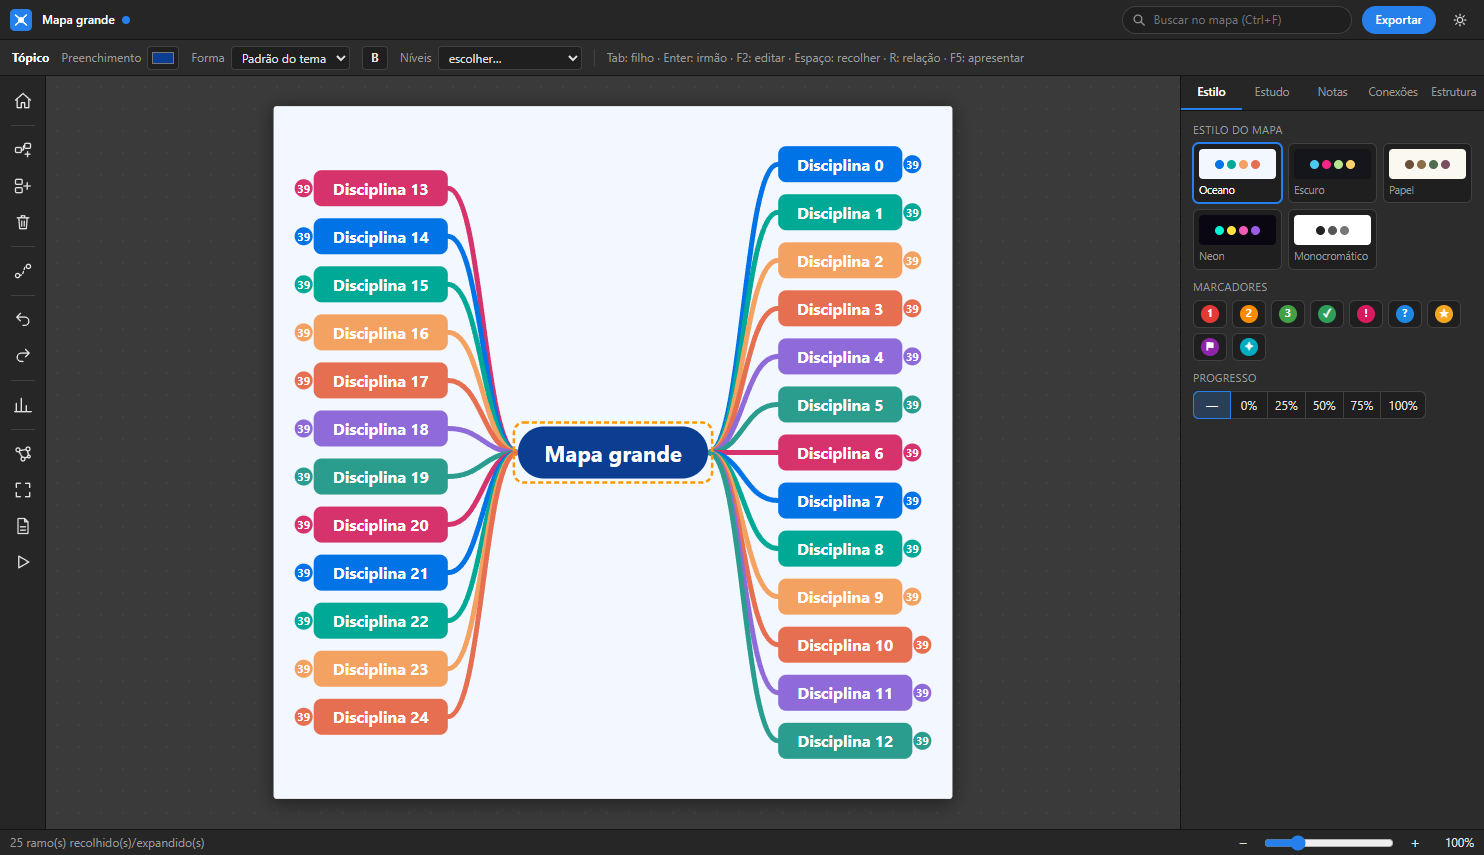 Mapa grande
Buscar no mapa (Ctrl+F)
Exportar
Tópico
Preenchimento
Forma
Padrão do tema
B
Níveis
escolher...
Tab: filho · Enter: irmão · F2: editar · Espaço: recolher · R: relação · F5: apresentar
Disciplina 13
39
Disciplina 14
39
Disciplina 15
39
Disciplina 16
39
Disciplina 17
39
Disciplina 18
39
Disciplina 19
39
Disciplina 20
39
Disciplina 21
39
Disciplina 22
39
Disciplina 23
39
Disciplina 24
39
Mapa grande
Disciplina 0
39
Disciplina 1
39
Disciplina 2
39
Disciplina 3
39
Disciplina 4
39
Disciplina 5
39
Disciplina 6
39
Disciplina 7
39
Disciplina 8
39
Disciplina 9
39
Disciplina 10
39
Disciplina 11
39
Disciplina 12
39
Estilo
Estudo
Notas
Conexões
Estrutura
ESTILO DO MAPA
Oceano
Escuro
Papel
Neon
Monocromático
MARCADORES
1
2
3
!
?
PROGRESSO
—
0%
25%
50%
75%
100%
25 ramo(s) recolhido(s)/expandido(s)
−
+
100%